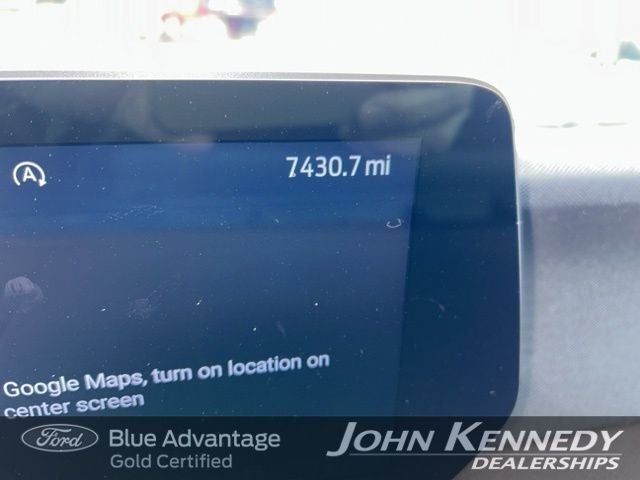 A
7430.7 mi
Google Maps, turn on location on
center screen
Ford
Blue Advantage
Gold Certified
JOHN KENNEDY
DEALERSHIPS